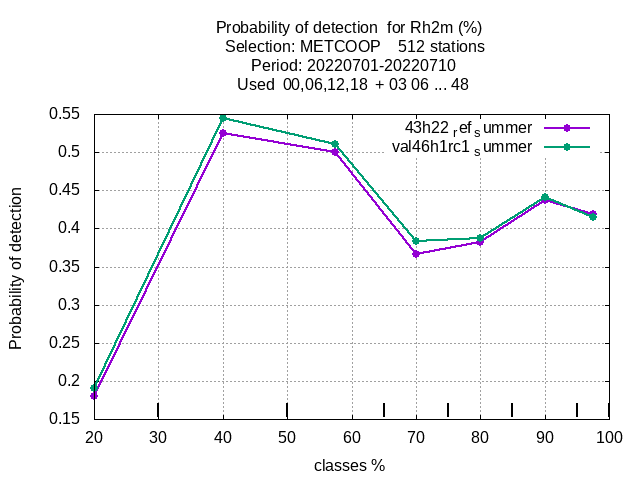 Probability of detection  for Rh2m (%)
Selection: METCOOP    512 stations
Period: 20220701-20220710
Used  00,06,12,18  + 03 06 ... 48
0.55
43h22 ref summer
val46h1rc1 summer
0.5
0.45
0.4
0.35
0.3
0.25
0.2
0.15
Probability of detection
20 30 40 50 60 70 80 90 100
classes %